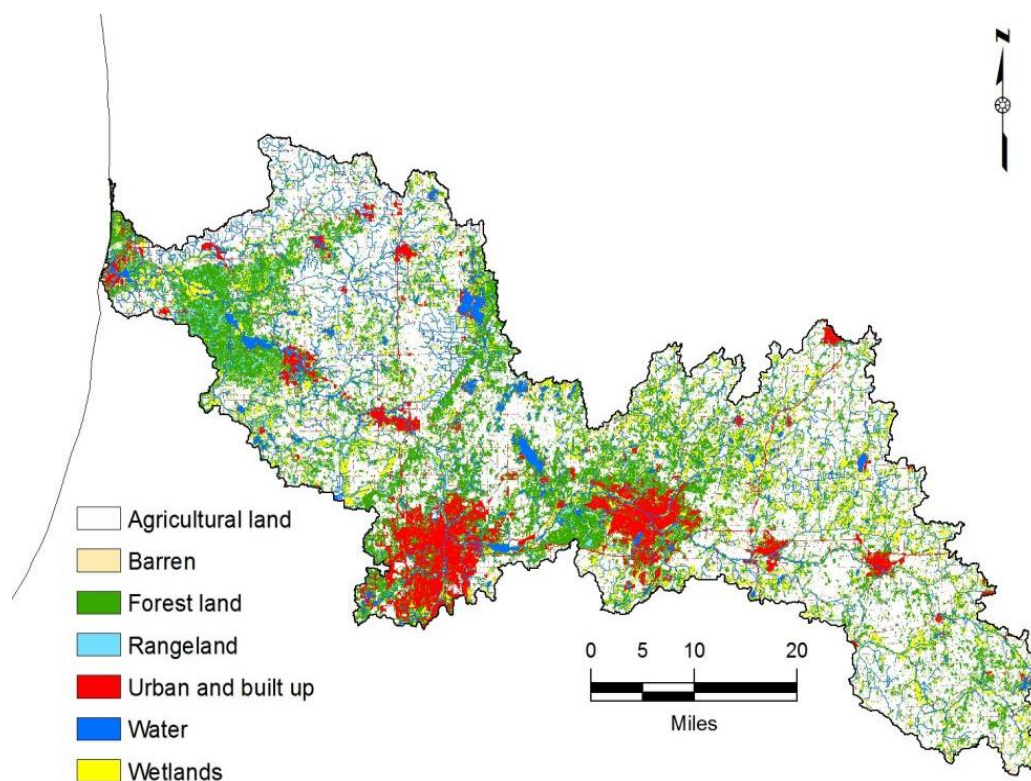 N
Agricultural land
Barren
Forest land
Rangeland
Urban and built up
Water
Wetlands
0 5 10 20
Miles